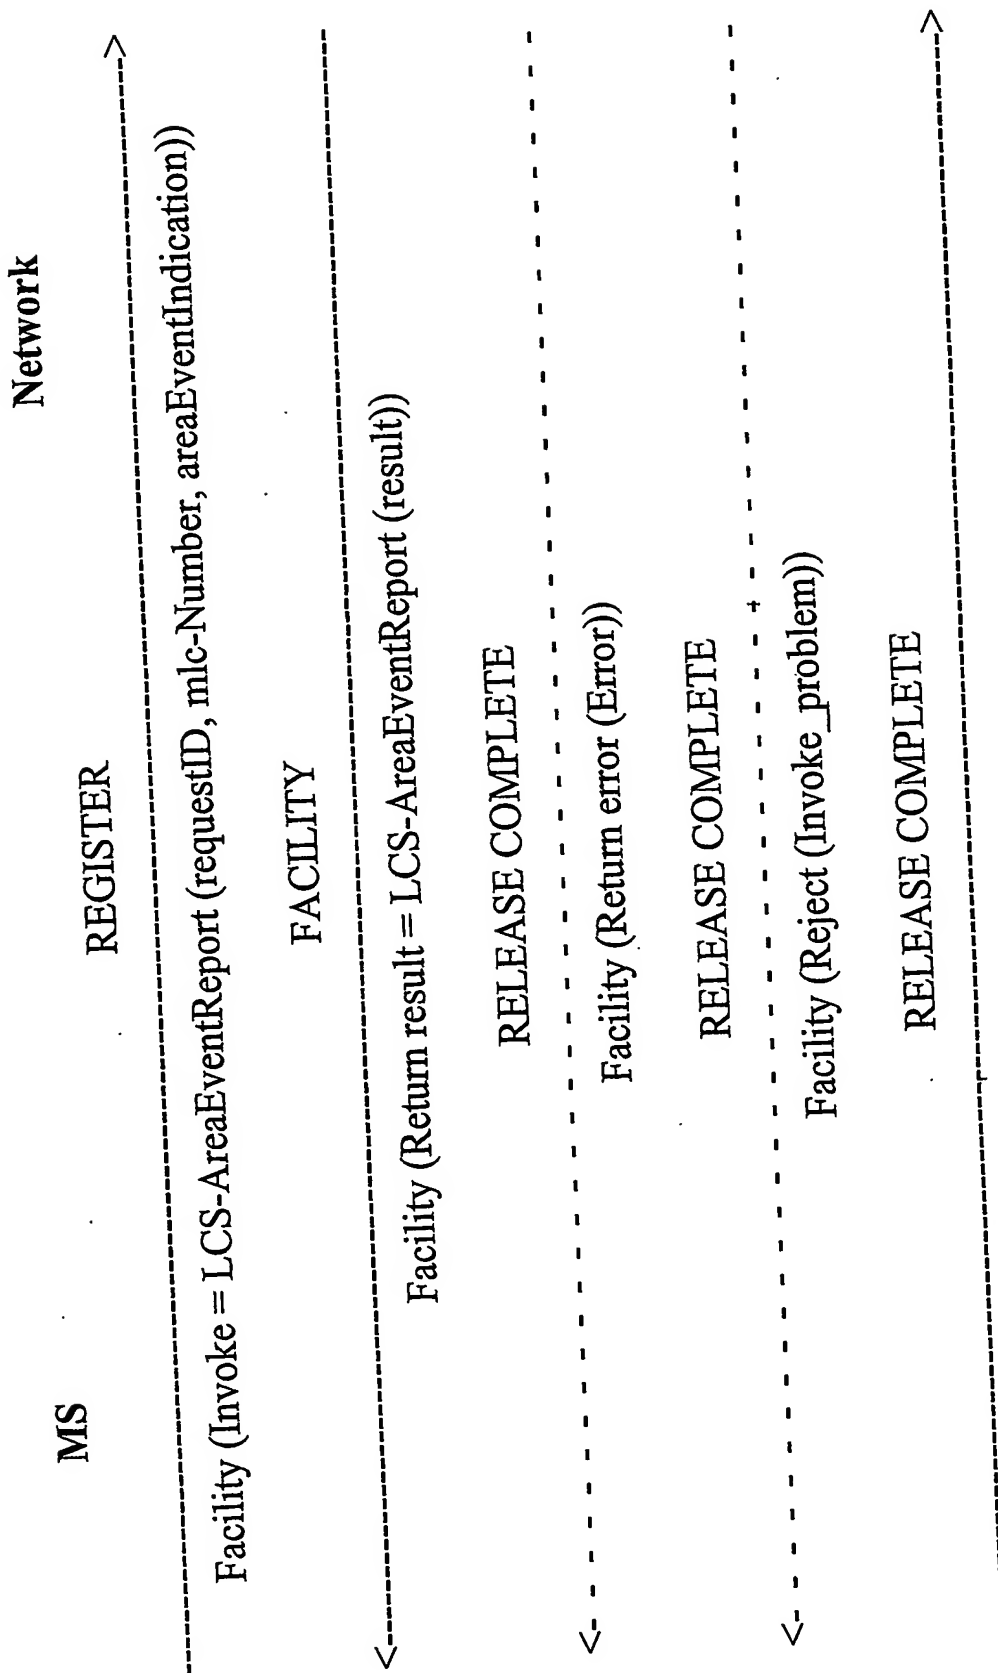 MS Network
REGISTER
Facility (Invoke = LCS-AreaEventReport (requestID, mlc-Number, areaEventIndication))
FACILITY
Facility (Return result = LCS-AreaEventReport (result))
RELEASE COMPLETE
Facility (Return error (Error))
RELEASE COMPLETE
Facility (Reject (Invoke_problem))
RELEASE COMPLETE